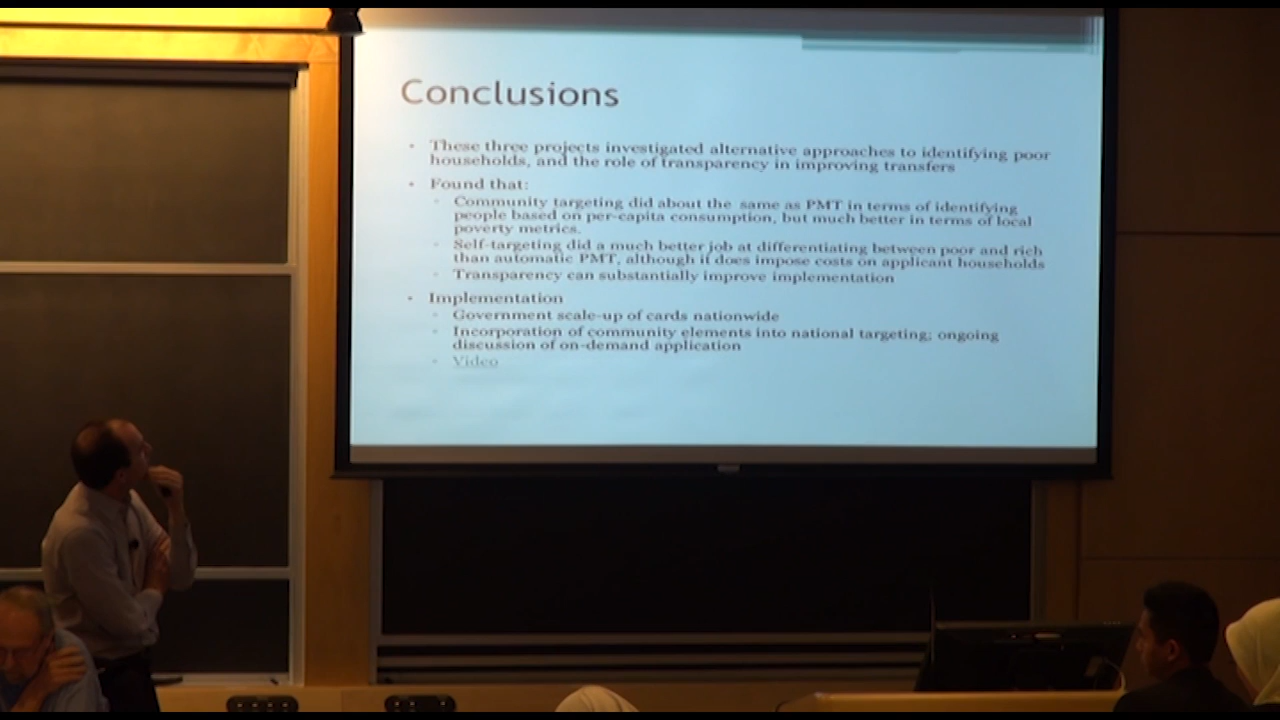 Conclusions
• These three projects investigated alternative approaches to identifying poor
households, and the role of transparency in improving transfers
• Found that:
• Community targeting did about the same as PMT in terms of identifying
people based on per-capita consumption, but much better in terms of local
poverty metrics.
• Self-targeting did a much better job at differentiating between poor and rich
than automatic PMT, although it does impose costs on applicant households
• Transparency can substantially improve implementation
• Implementation
• Government scale-up of cards nationwide
• Incorporation of community elements into national targeting; ongoing
discussion of on-demand application
• Video